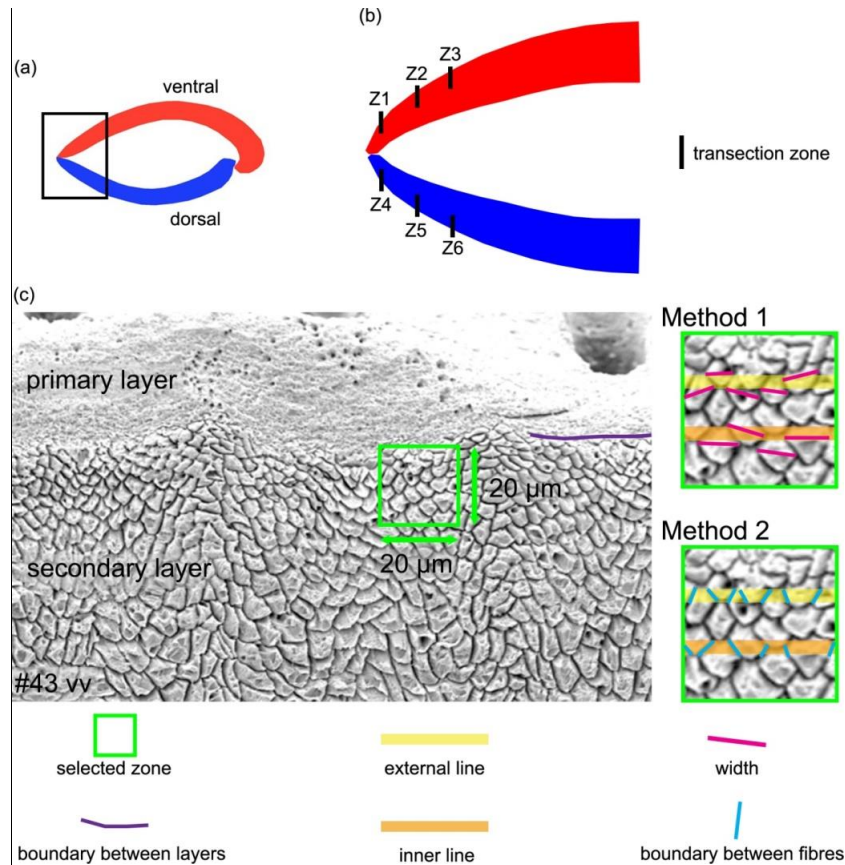 (a)
ventral
dorsal
(b)
Z1
Z2
Z3
Z4
Z5
Z6
transection zone
(c)
primary layer
secondary layer
20 μm
20 μm
#43 vv
Method 1
Method 2
selected zone
external line
width
boundary between layers
inner line
boundary between fibres